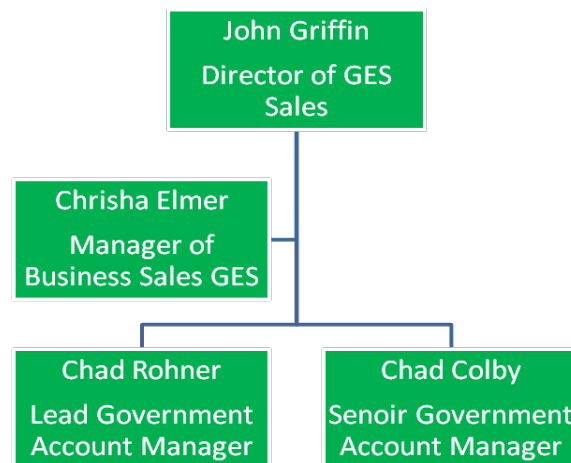 John Griffin
Director of GES
Sales
Chrisha Elmer
Manager of
Business Sales GES
Chad Rohner
Lead Government
Account Manager
Chad Colby
Senoir Government
Account Manager